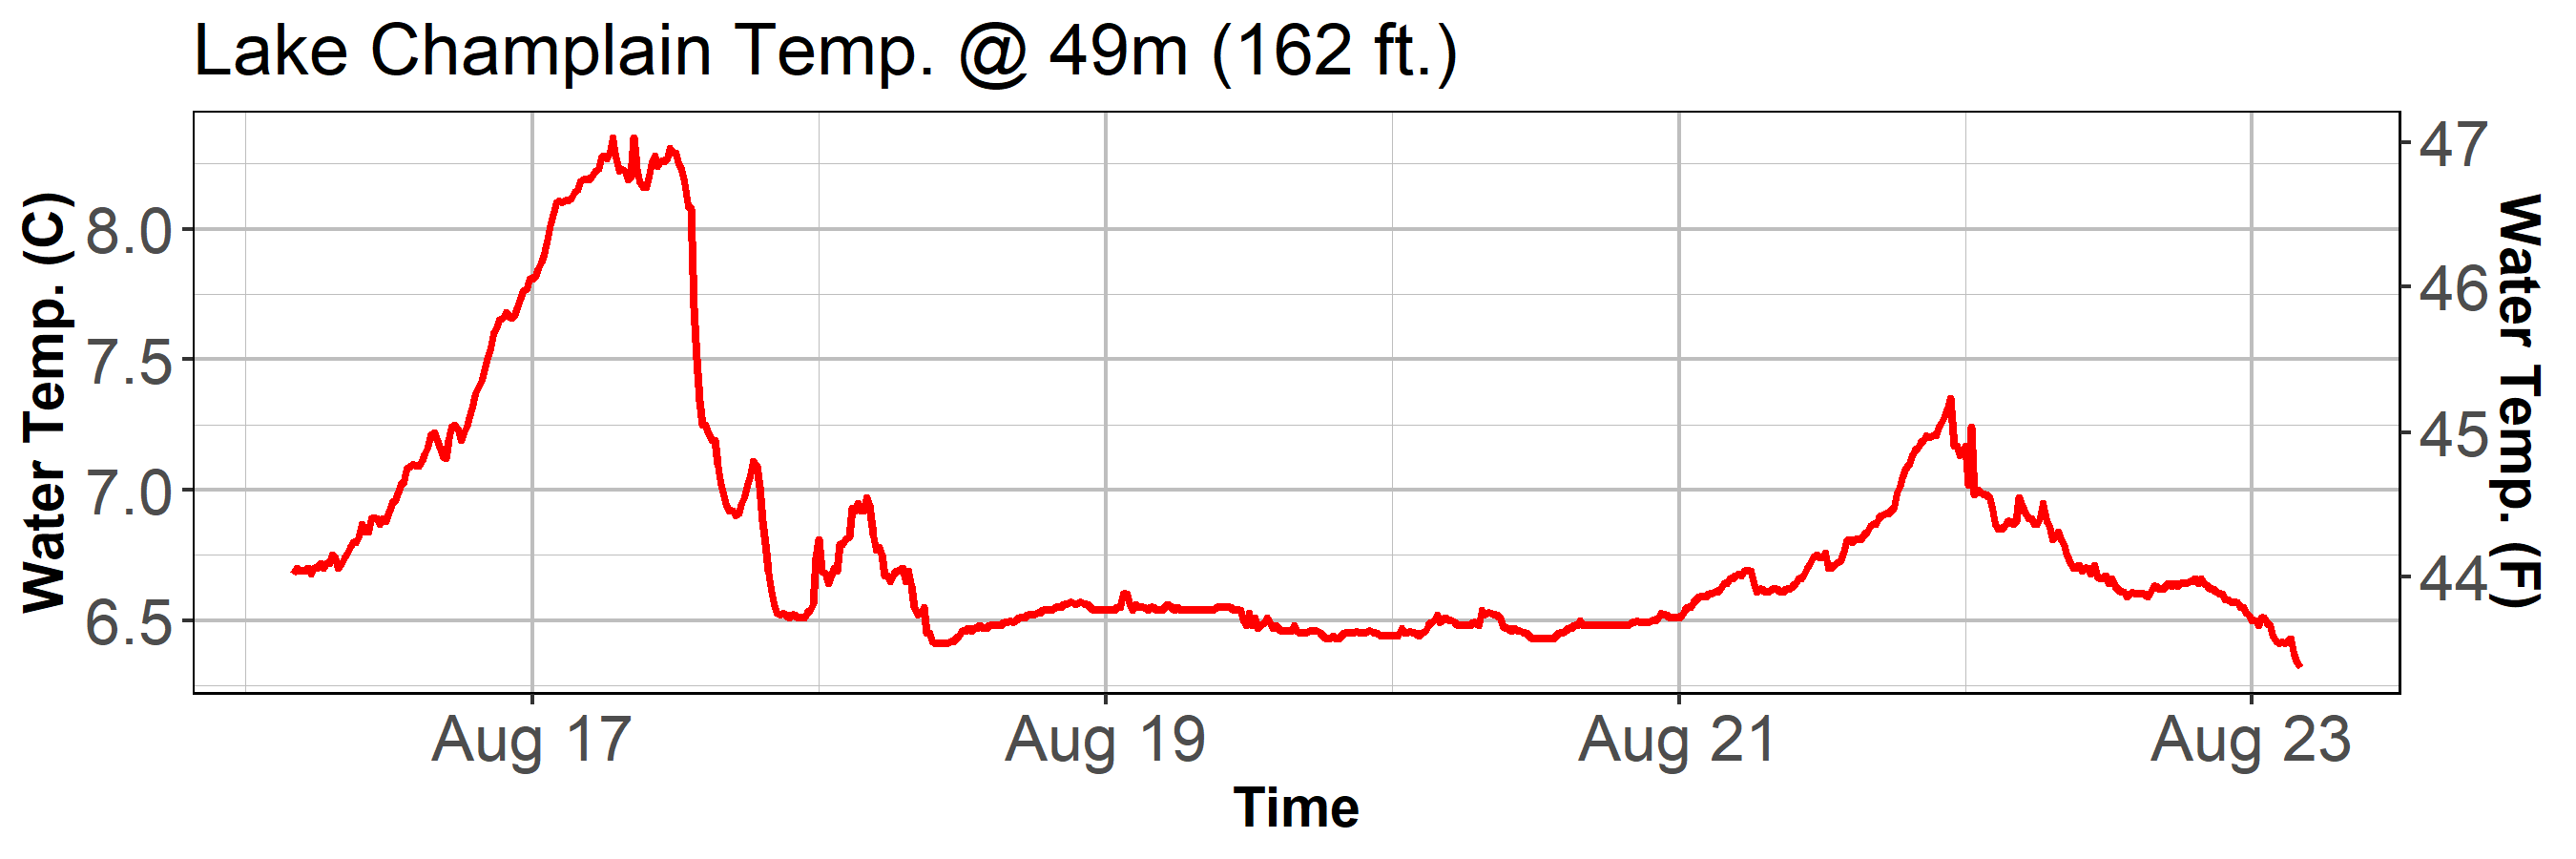 Lake Champlain Temp. @ 49m (162 ft.)
Water Temp. (C)
8.0
7.5
7.0
6.5
47
46
45
44
Water Temp. (F)
Aug 17
Aug 19
Aug 21
Aug 23
Time